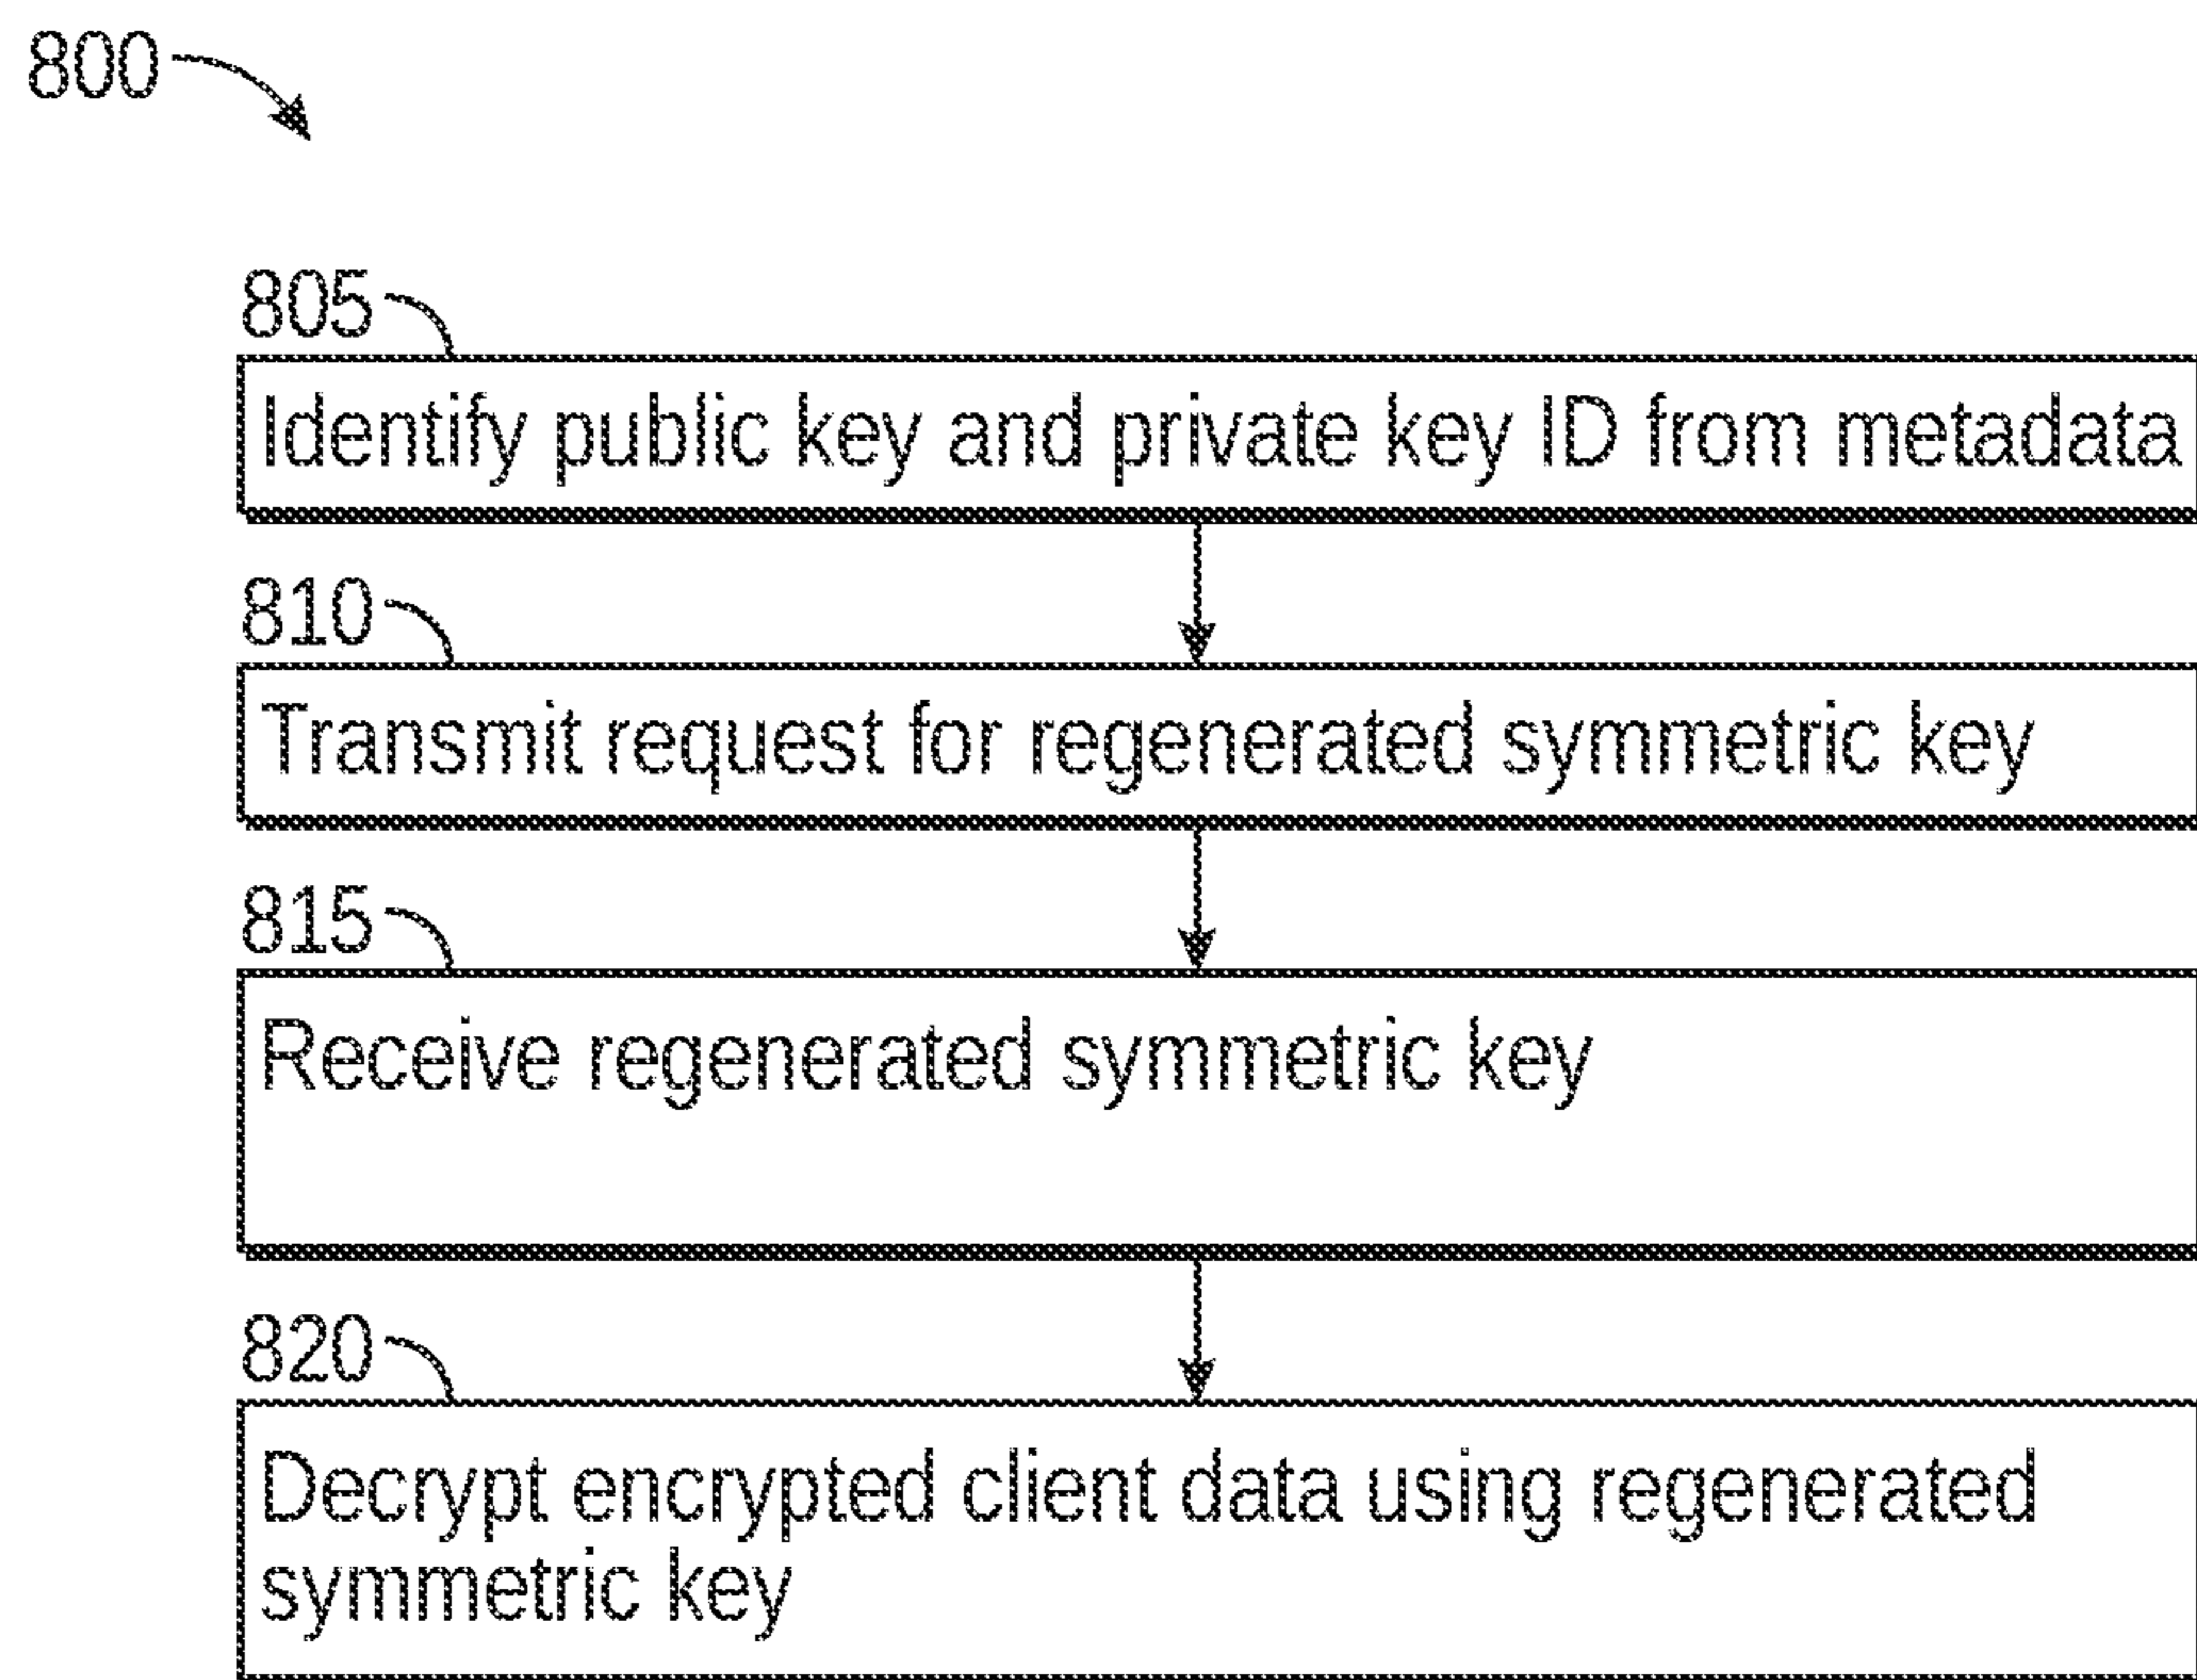 800
805
Identify public key and private key ID from metadata
810
Transmit request for regenerated symmetric key
815
Receive regenerated symmetric key
820
Decrypt encrypted client data using regenerated
symmetric key